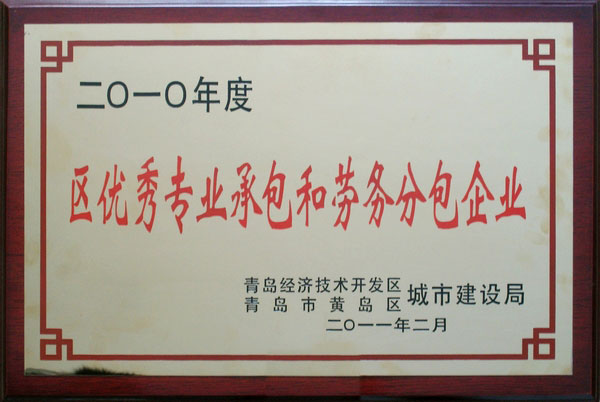 二〇一〇年度
区优秀专业承包和劳务分包企业
青岛经济技术开发区
青岛市黄岛区 城市建设局
二〇一一年二月